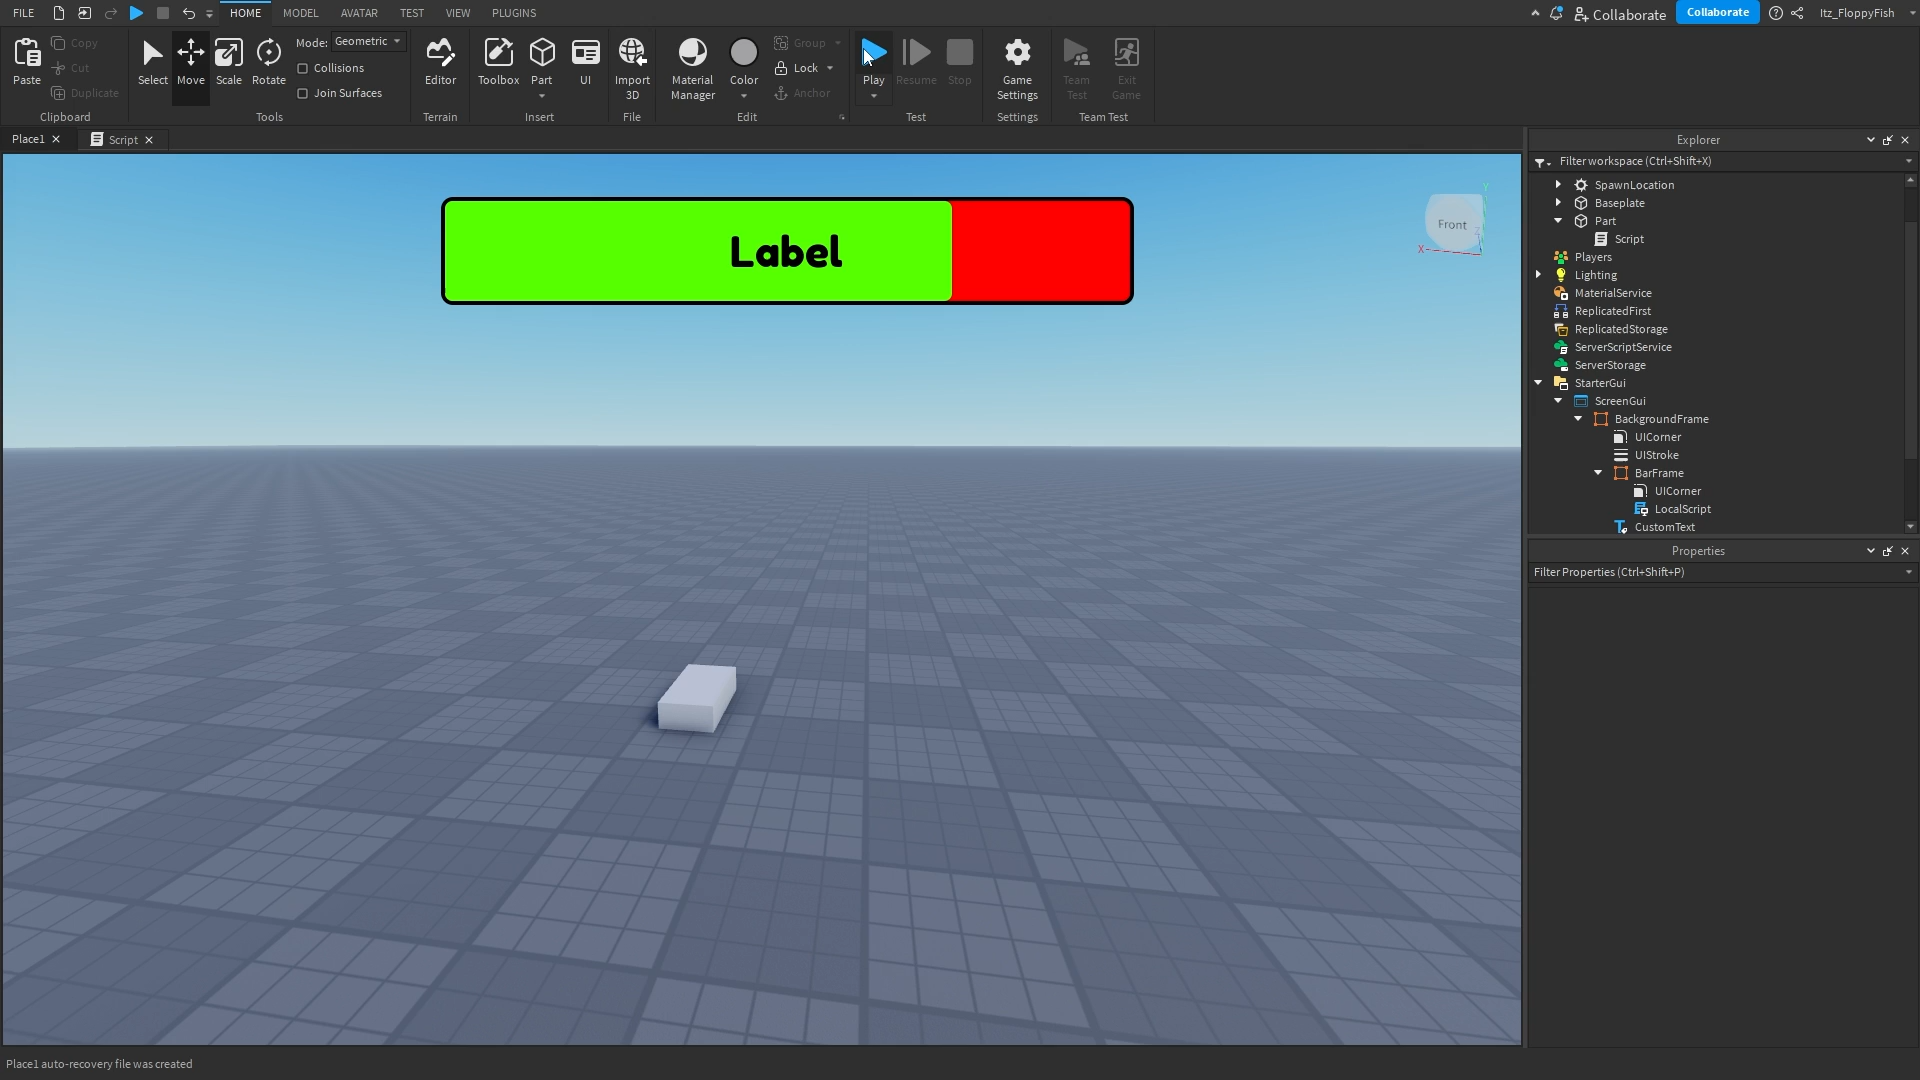 FILE HOME MODEL AVATAR TEST VIEW PLUGINS Collaborate Collaborate Itz_FloppyFish
Paste Copy Cut Duplicate
Select Move Scale Rotate Mode: Geometric Collisions Join Surfaces
Editor
Toolbox Part UI
Import 3D
Material Manager Color Group Lock Anchor
Play Resume Stop
Game Settings
Team Test Exit Game
Clipboard Tools Terrain Insert File Edit Test Settings Team Test
Place1 Script
Label
Front
X
Y
Z
Explorer
Filter workspace (Ctrl+Shift+X)
SpawnLocation
Baseplate
Part
Script
Players
Lighting
MaterialService
ReplicatedFirst
ReplicatedStorage
ServerScriptService
ServerStorage
StarterGui
ScreenGui
BackgroundFrame
UICorner
UIStroke
BarFrame
UICorner
LocalScript
CustomText
Properties
Filter Properties (Ctrl+Shift+P)
Place1 auto-recovery file was created